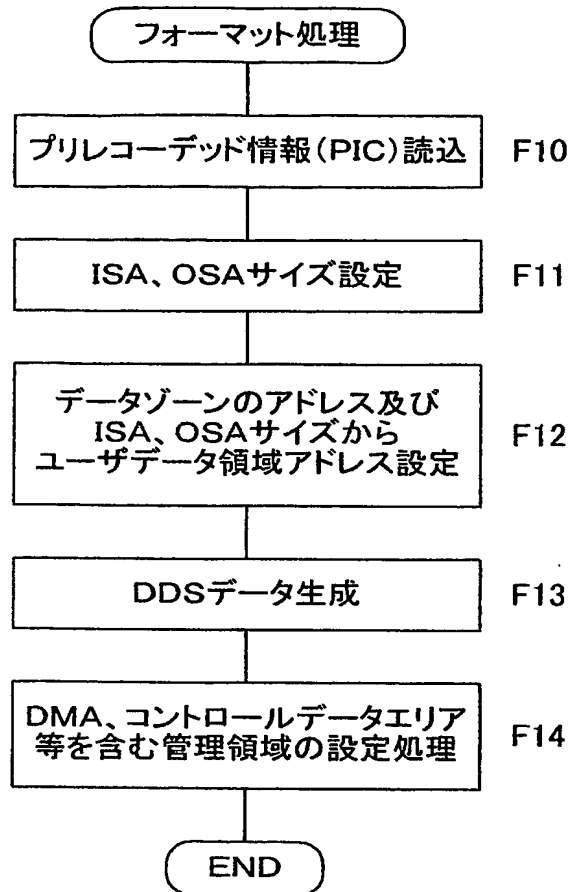 フォーマット処理
プリレコーデッド情報(PIC)読込
F10
ISA、OSAサイズ設定
F11
データゾーンのアドレス及び
ISA、OSAサイズから
ユーザデータ領域アドレス設定
F12
DDSデータ生成
F13
DMA、コントロールデータエリア
等を含む管理領域の設定処理
F14
END